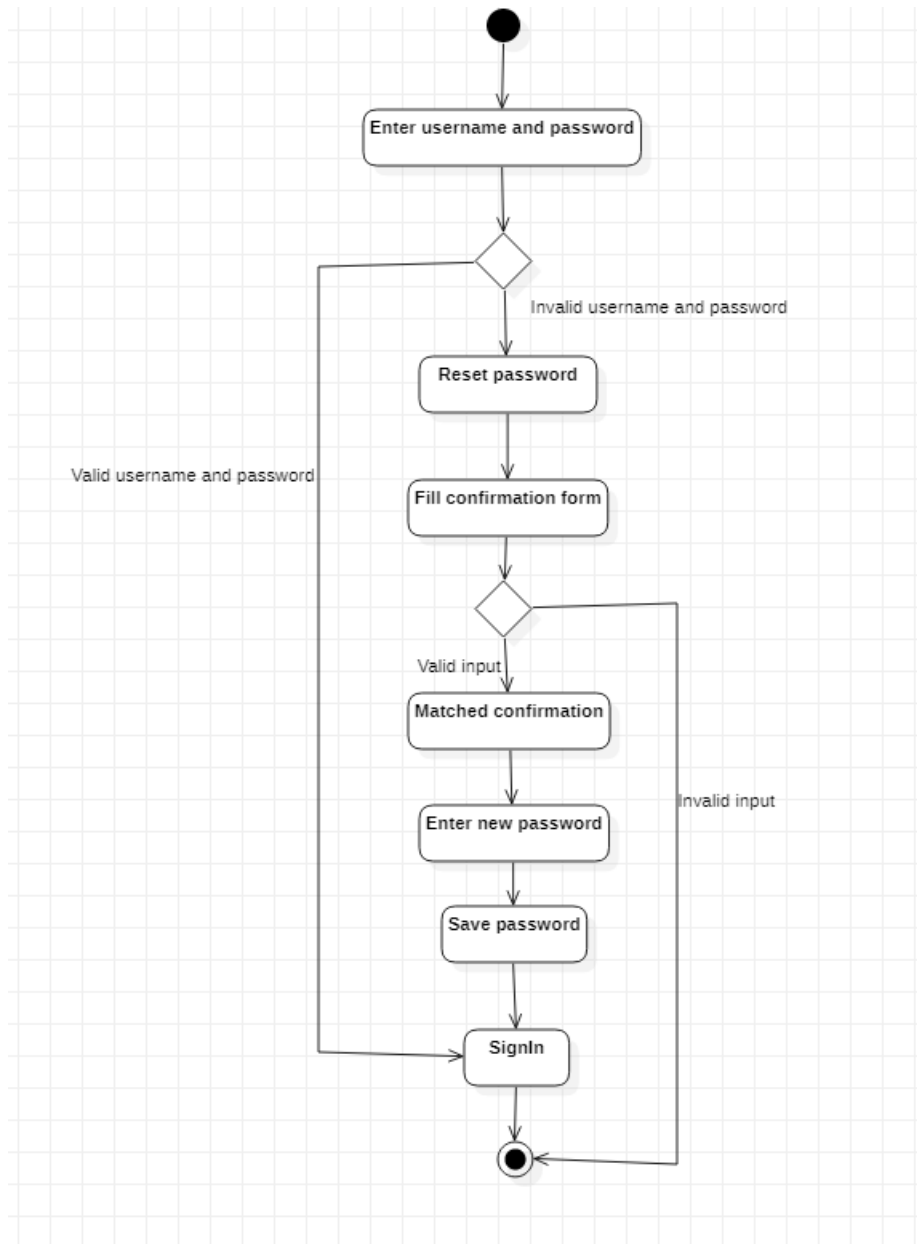 Enter username and password
Invalid username and password
Reset password
Valid username and password
Fill confirmation form
Valid input
Matched confirmation
Invalid input
Enter new password
Save password
SignIn